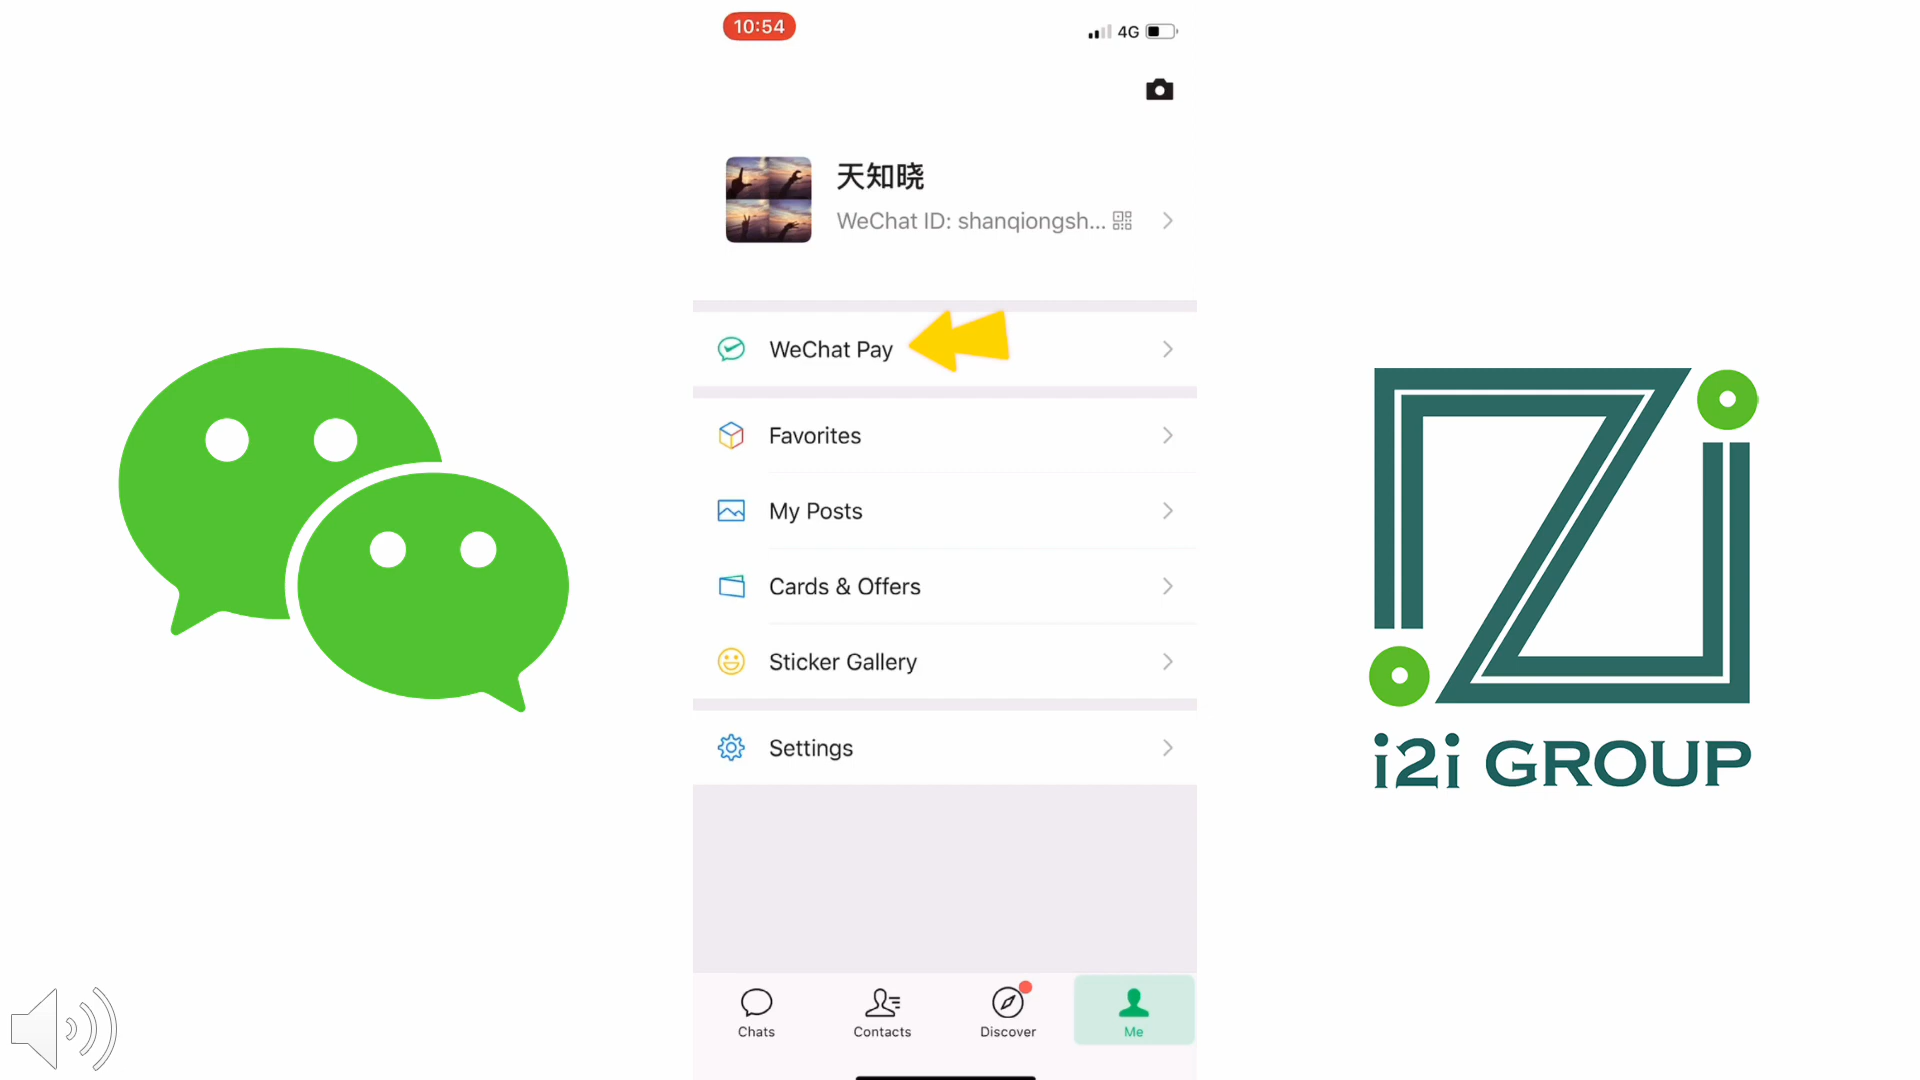 10:54
4G
天知晓
WeChat ID: shanqiongsh...
WeChat Pay
Favorites
My Posts
Cards & Offers
Sticker Gallery
Settings
Chats
Contacts
Discover
Me
i2i GROUP